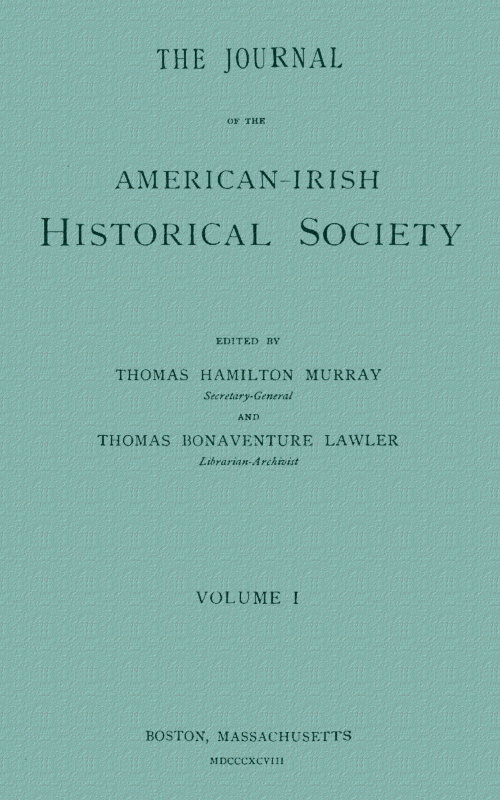 THE JOURNAL
OF THE
AMERICAN-IRISH
HISTORICAL SOCIETY
EDITED BY
THOMAS HAMILTON MURRAY
Secretary-General
AND
THOMAS BONAVENTURE LAWLER
Librarian-Archivist
VOLUME I
BOSTON, MASSACHUSETTS
MDCCCXCVIII